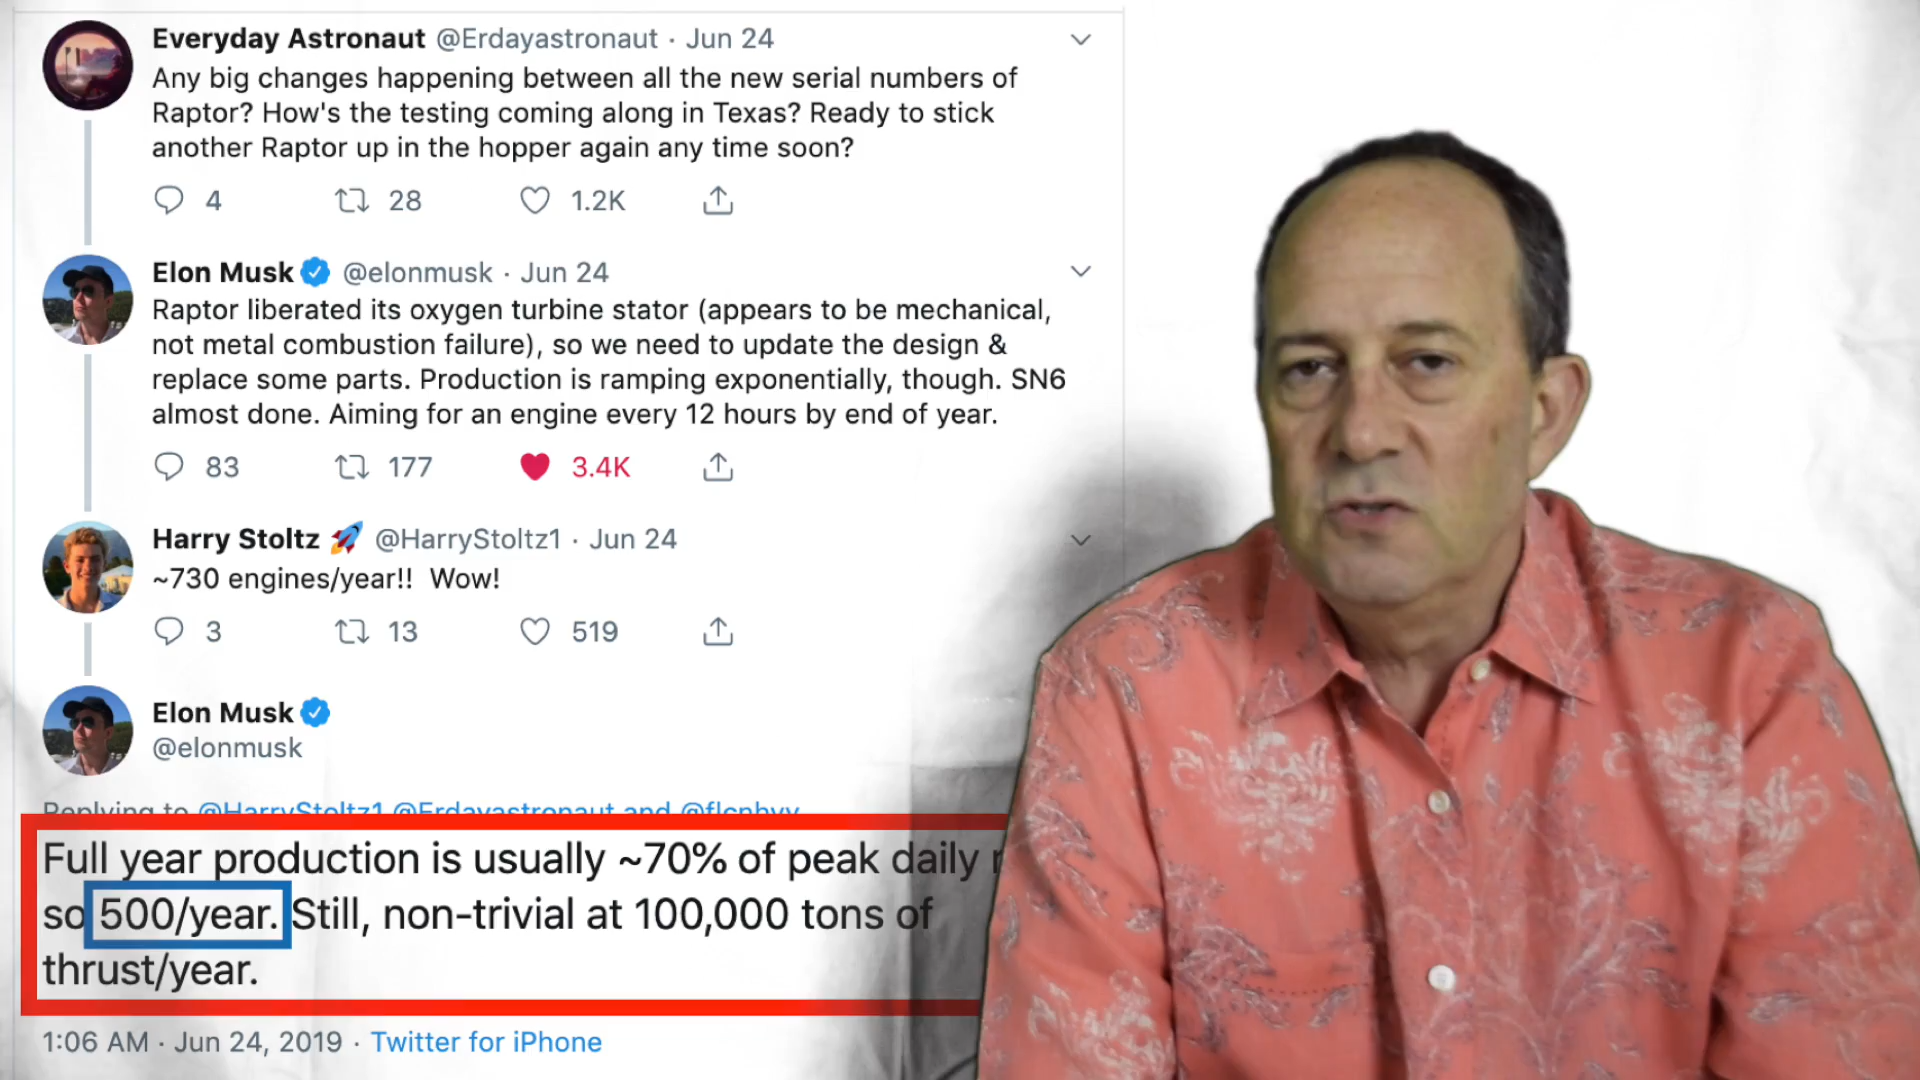 Everyday Astronaut @Erdayastronaut · Jun 24
Any big changes happening between all the new serial numbers of
Raptor? How's the testing coming along in Texas? Ready to stick
another Raptor up in the hopper again any time soon?
4 28 1.2K
Elon Musk @elonmusk · Jun 24
Raptor liberated its oxygen turbine stator (appears to be mechanical,
not metal combustion failure), so we need to update the design &
replace some parts. Production is ramping exponentially, though. SN6
almost done. Aiming for an engine every 12 hours by end of year.
83 177 3.4K
Harry Stoltz 🚀 @HarryStoltz1 · Jun 24
~730 engines/year!! Wow!
3 13 519
Elon Musk
@elonmusk
Replying to @HarryStoltz1 @Erdayastronaut and @flcnhvy
Full year production is usually ~70% of peak daily
so 500/year. Still, non-trivial at 100,000 tons of
thrust/year.
1:06 AM · Jun 24, 2019 · Twitter for iPhone